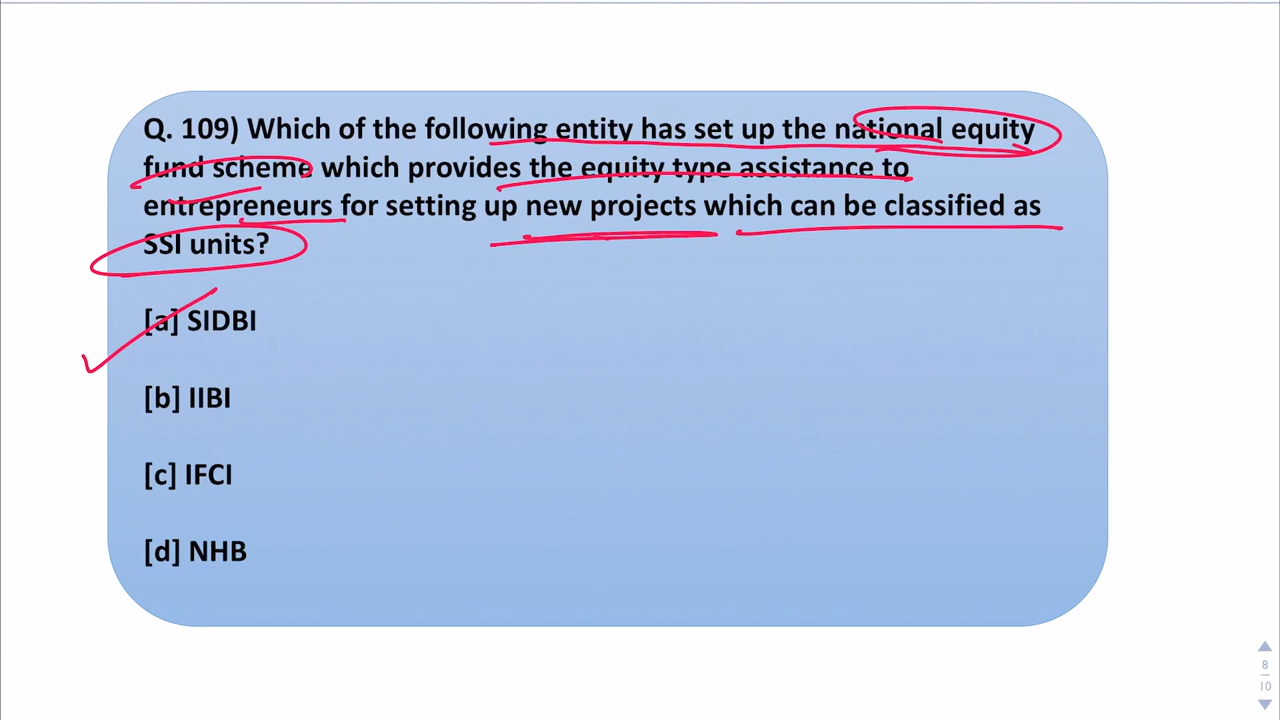 Q. 109) Which of the following entity has set up the national equity
fund scheme which provides the equity type assistance to
entrepreneurs for setting up new projects which can be classified as
SSI units?
[a] SIDBI
[b] IIBI
[c] IFCI
[d] NHB
8
10